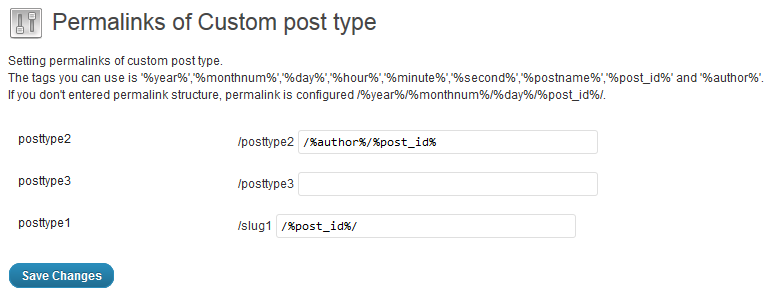 Permalinks of Custom post type
Setting permalinks of custom post type.
The tags you can use is '%year%','%monthnum%','%day%','%hour%','%minute%','%second%','%postname%','%post_id%' and '%author%'.
If you don't entered permalink structure, permalink is configured /%year%/%monthnum%/%day%/%post_id%/.
posttype2 /posttype2 /%author%/%post_id%
posttype3 /posttype3
posttype1 /slug1 /%post_id%/
Save Changes